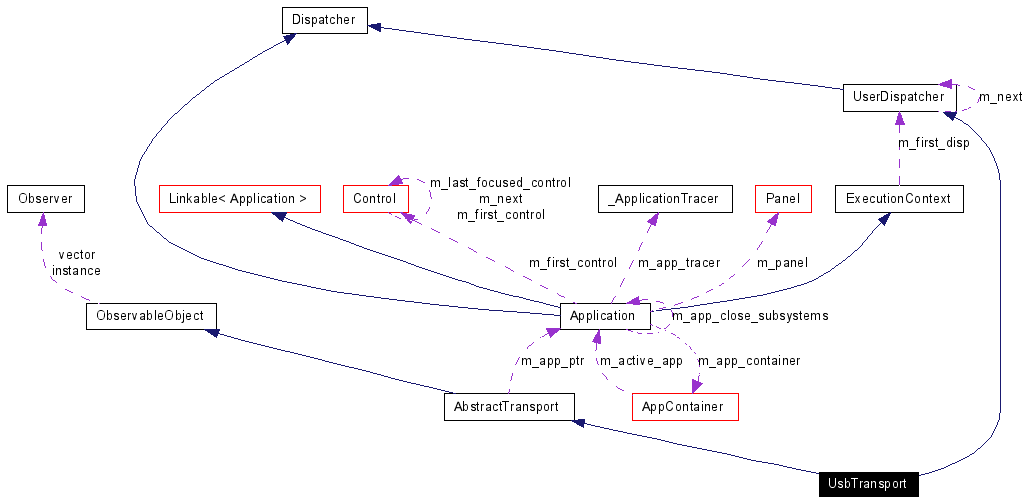 Dispatcher
UserDispatcher
m_next
m_first_disp
Observer
Linkable< Application >
Control
m_last_focused_control
m_next
m_first_control
_ApplicationTracer
Panel
ExecutionContext
vector
instance
m_first_control
m_app_tracer
m_panel
ObservableObject
Application
m_app_close_subsystems
m_app_ptr
m_active_app
m_app_container
AbstractTransport
AppContainer
UsbTransport